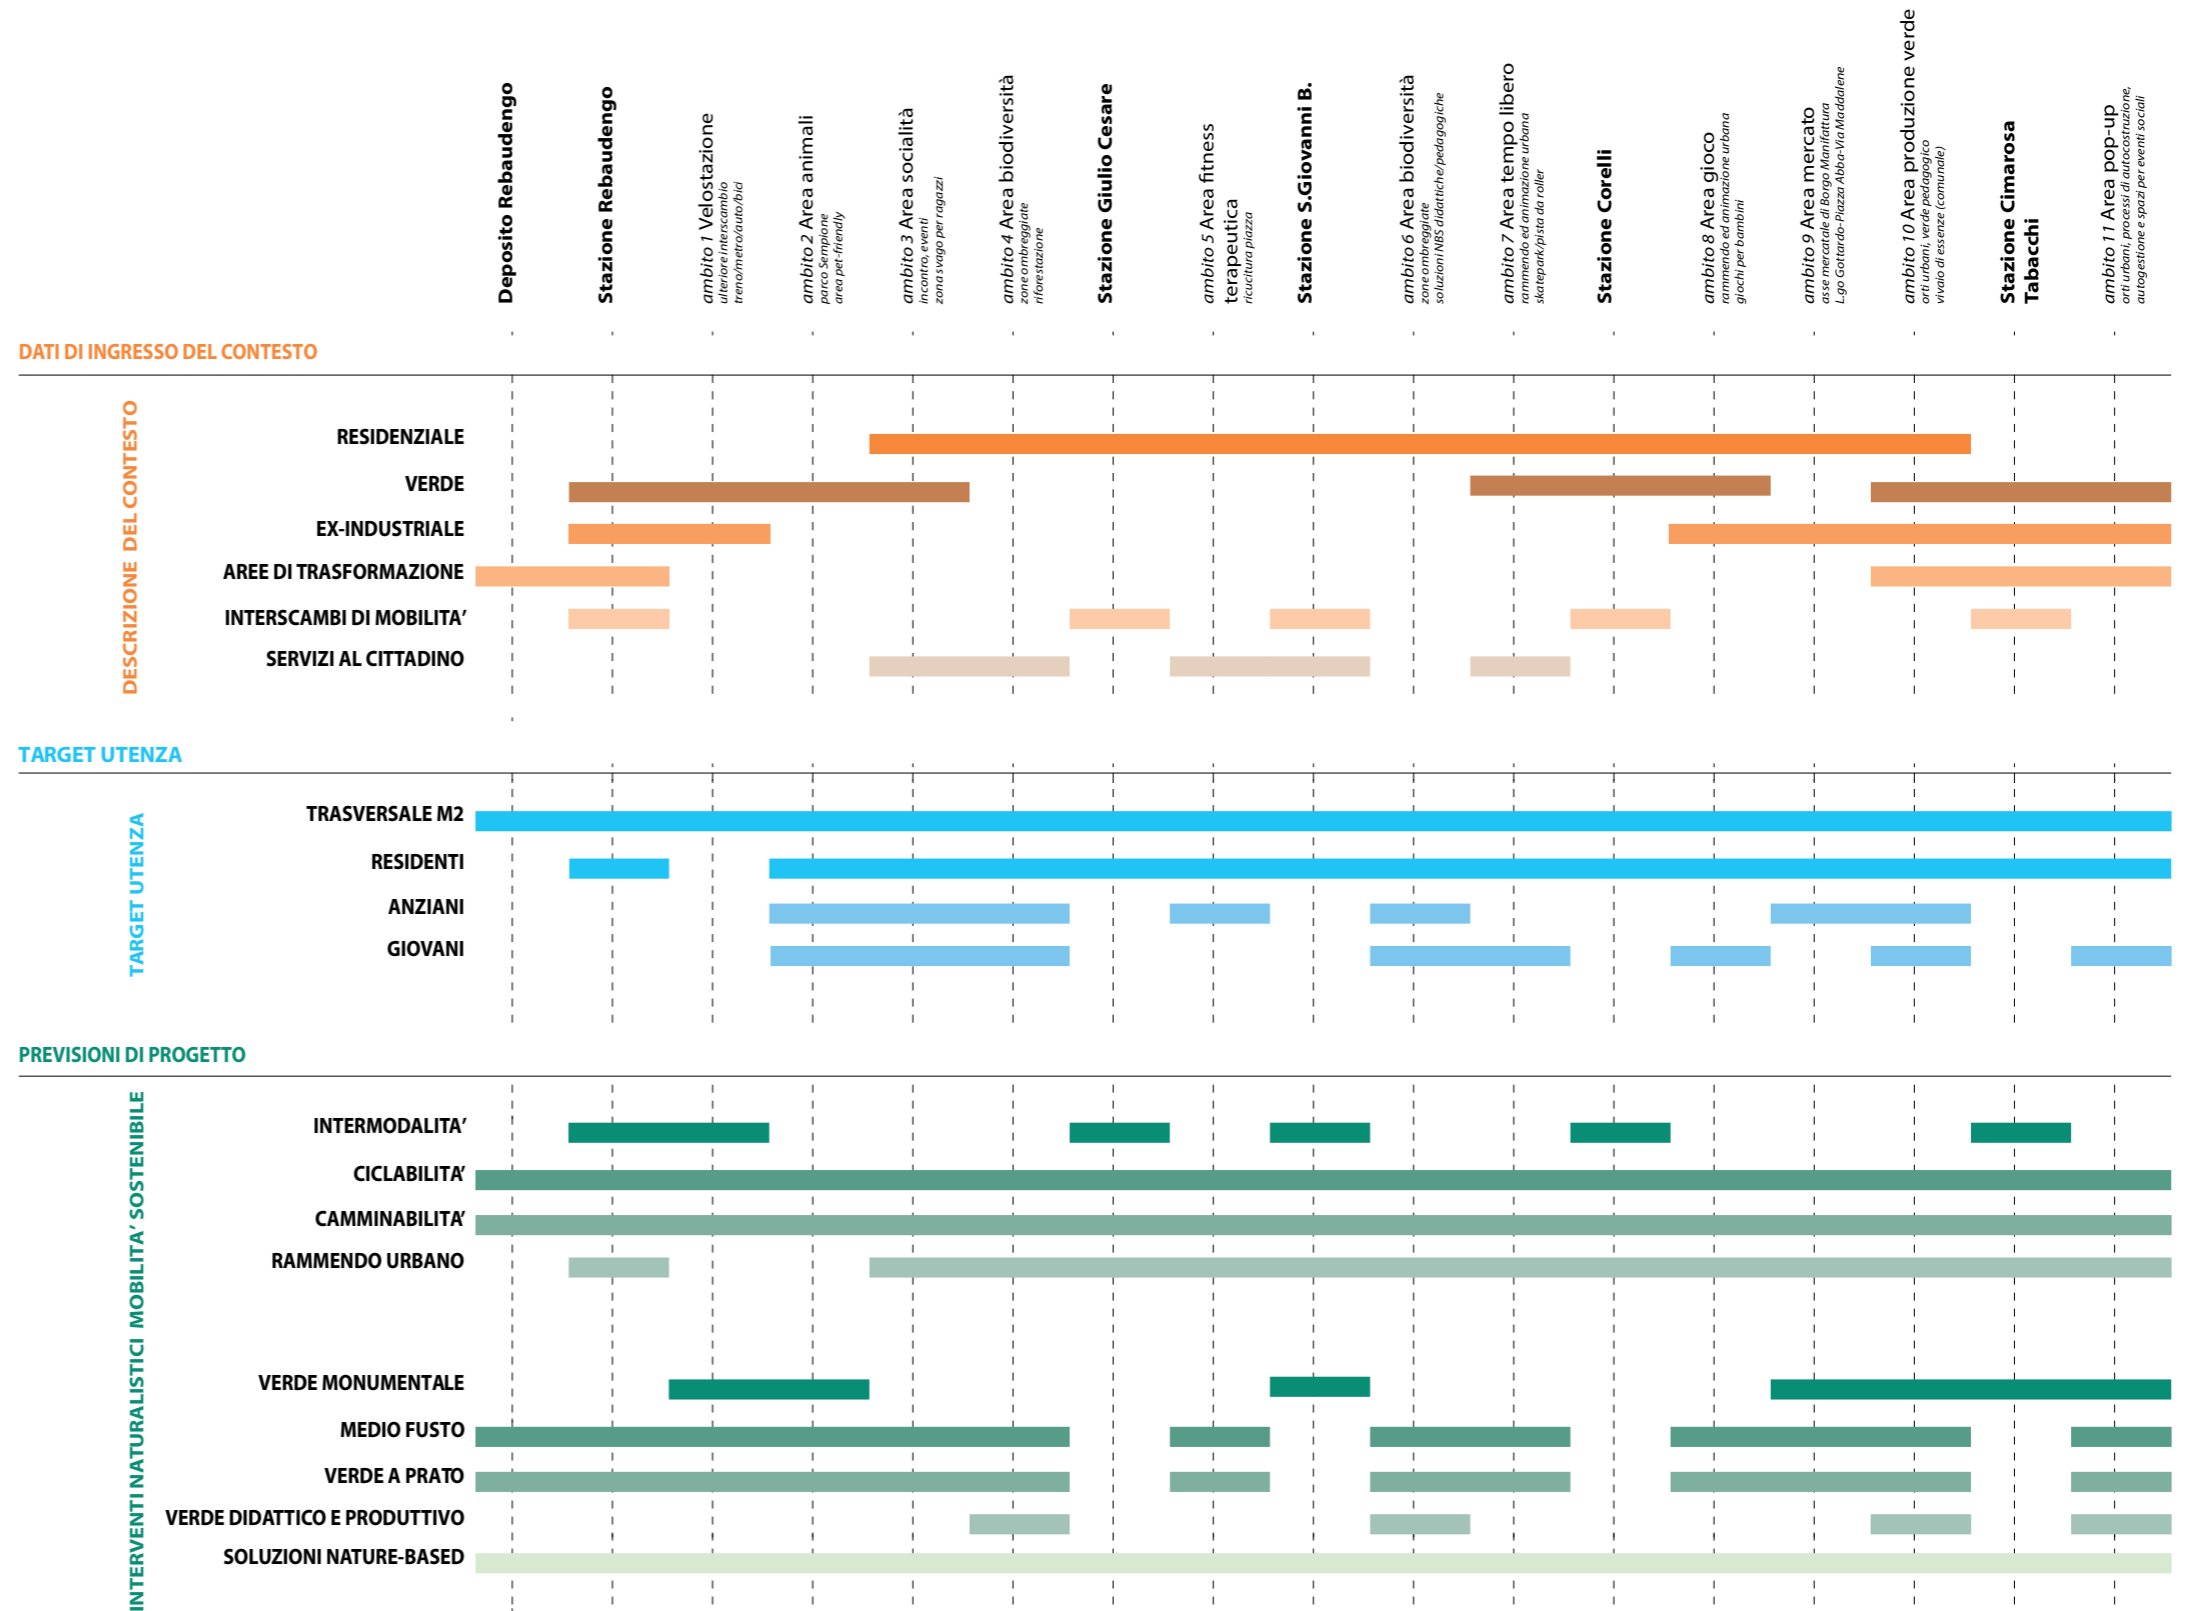 Deposito Rebaudengo
Stazione Rebaudengo
ambito 1 Velostazione
ulteriore interscambio
treno/metro/auto/bici
ambito 2 Area animali
parco Sempione
area pet-friendly
ambito 3 Area socialità
incontro, eventi
zona svago per ragazzi
ambito 4 Area biodiversità
zone ombreggiate
riforestazione
Stazione Giulio Cesare
ambito 5 Area fitness
terapeutica
ricucitura piazza
Stazione S.Giovanni B.
ambito 6 Area biodiversità
zone ombreggiate
soluzioni NBS didattiche/pedagogiche
ambito 7 Area tempo libero
rammendo ed animazione urbana
skatepark/pista da roller
Stazione Corelli
ambito 8 Area gioco
rammendo ed animazione urbana
giochi per bambini
ambito 9 Area mercato
asse mercatale di Borgo Manifattura
L.go Gottardo-Piazza Abba-Via Maddalene
ambito 10 Area produzione verde
orti urbani, verde pedagogico
vivaio di essenze (comunale)
Stazione Cimarosa
Tabacchi
ambito 11 Area pop-up
orti urbani, processi di autocostruzione,
autogestione e spazi per eventi sociali
DATI DI INGRESSO DEL CONTESTO
DESCRIZIONE DEL CONTESTO
RESIDENZIALE
VERDE
EX-INDUSTRIALE
AREE DI TRASFORMAZIONE
INTERSCAMBI DI MOBILITA'
SERVIZI AL CITTADINO
TARGET UTENZA
TARGET UTENZA
TRASVERSALE M2
RESIDENTI
ANZIANI
GIOVANI
PREVISIONI DI PROGETTO
MOBILITA' SOSTENIBILE
INTERMODALITA'
CICLABILITA'
CAMMINABILITA'
RAMMENDO URBANO
INTERVENTI NATURALISTICI
VERDE MONUMENTALE
MEDIO FUSTO
VERDE A PRATO
VERDE DIDATTICO E PRODUTTIVO
SOLUZIONI NATURE-BASED